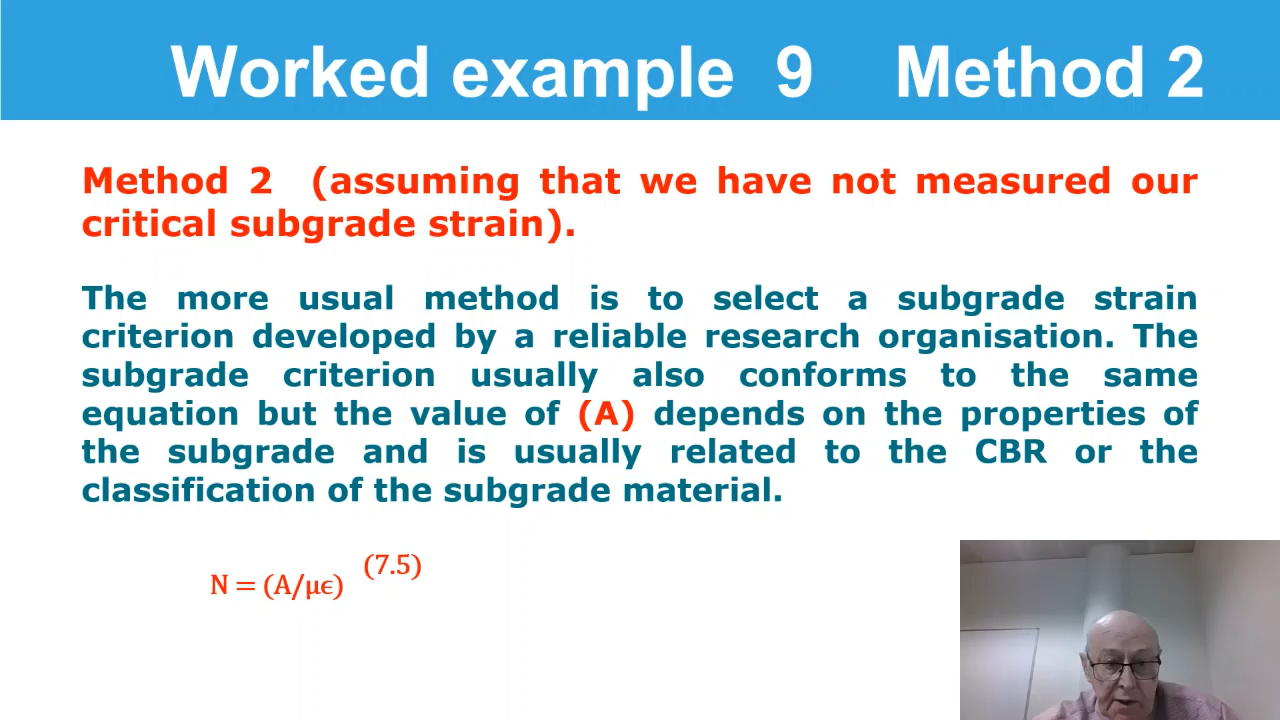 Worked example 9 Method 2
Method 2 (assuming that we have not measured our
critical subgrade strain).
The more usual method is to select a subgrade strain
criterion developed by a reliable research organisation. The
subgrade criterion usually also conforms to the same
equation but the value of (A) depends on the properties of
the subgrade and is usually related to the CBR or the
classification of the subgrade material.
N = (A/με) (7.5)